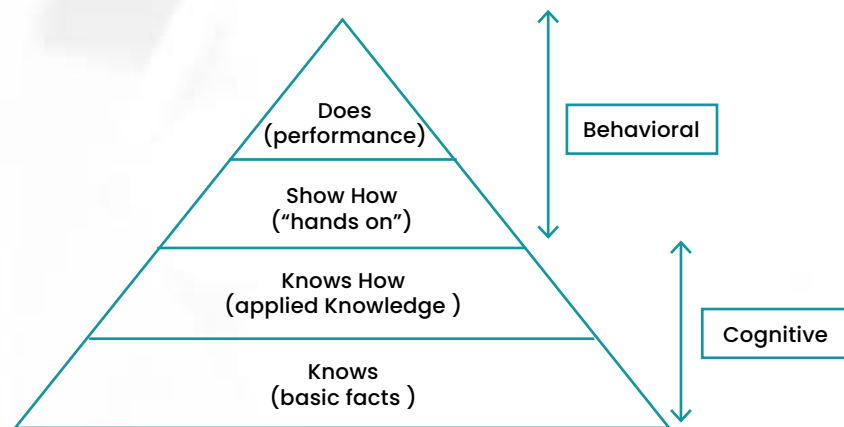 Does
(performance)
Behavioral
Show How
(“hands on”)
Knows How
(applied Knowledge )
Cognitive
Knows
(basic facts )